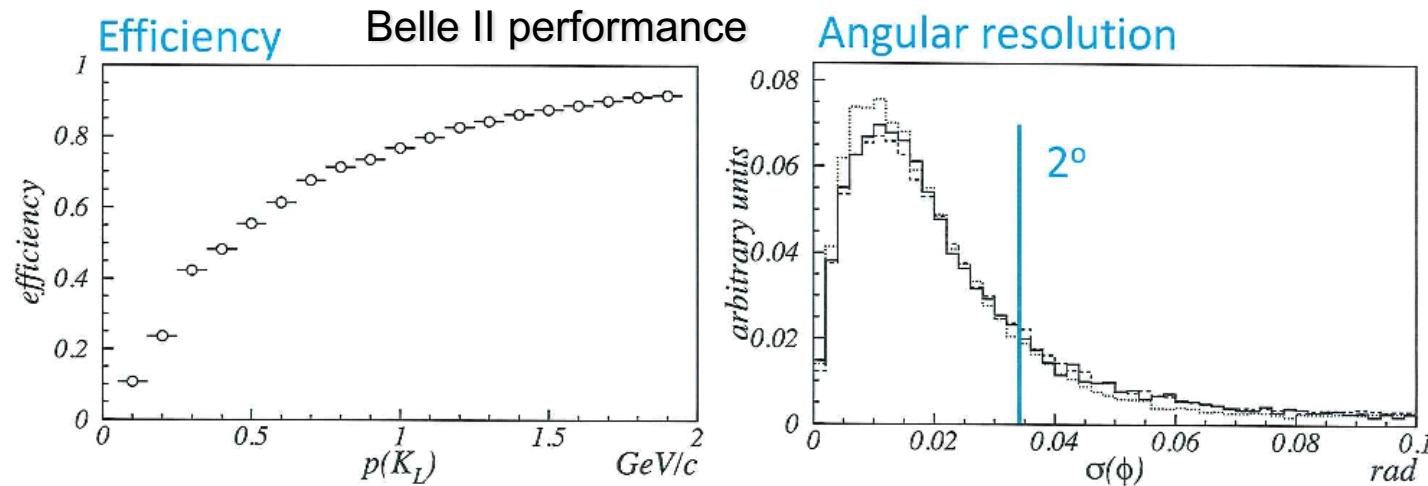 Belle II performance
Efficiency
1
0.8
0.6
0.4
0.2
0
efficiency
0 0.5 1 1.5 2
p(K_L) GeV/c
Angular resolution
0.08
0.06
0.04
0.02
0
arbitrary units
2°
0 0.02 0.04 0.06 0.08 0.1
σ(ϕ) rad